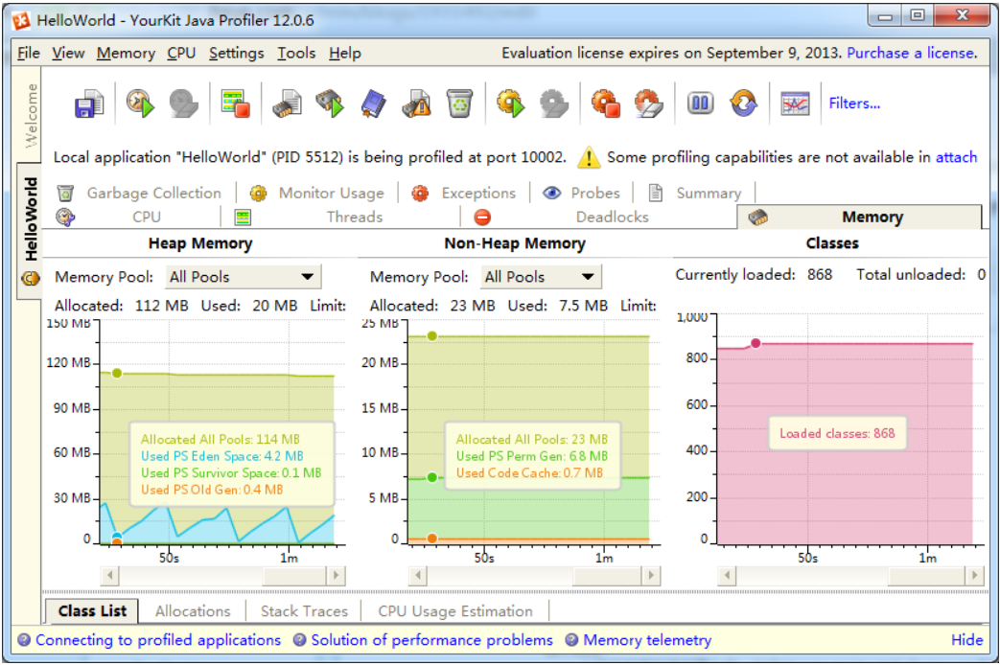 HelloWorld - YourKit Java Profiler 12.0.6
File View Memory CPU Settings Tools Help Evaluation license expires on September 9, 2013. Purchase a license.
Welcome
HelloWorld
Filters...
Local application "HelloWorld" (PID 5512) is being profiled at port 10002. Some profiling capabilities are not available in attach
Garbage Collection Monitor Usage Exceptions Probes Summary
CPU Threads Deadlocks Memory
Heap Memory Non-Heap Memory Classes
Memory Pool: All Pools Memory Pool: All Pools Currently loaded: 868 Total unloaded: 0
Allocated: 112 MB Used: 20 MB Limit: Allocated: 23 MB Used: 7.5 MB Limit:
150 MB
120 MB
90 MB
60 MB
30 MB
0
50s 1m
Allocated All Pools: 114 MB
Used PS Eden Space: 4.2 MB
Used PS Survivor Space: 0.1 MB
Used PS Old Gen: 0.4 MB
25 MB
20 MB
15 MB
10 MB
5 MB
0
50s 1m
Allocated All Pools: 23 MB
Used PS Perm Gen: 6.8 MB
Used Code Cache: 0.7 MB
1,000
800
600
400
200
0
50s 1m
Loaded classes: 868
Class List Allocations Stack Traces CPU Usage Estimation
Connecting to profiled applications Solution of performance problems Memory telemetry Hide